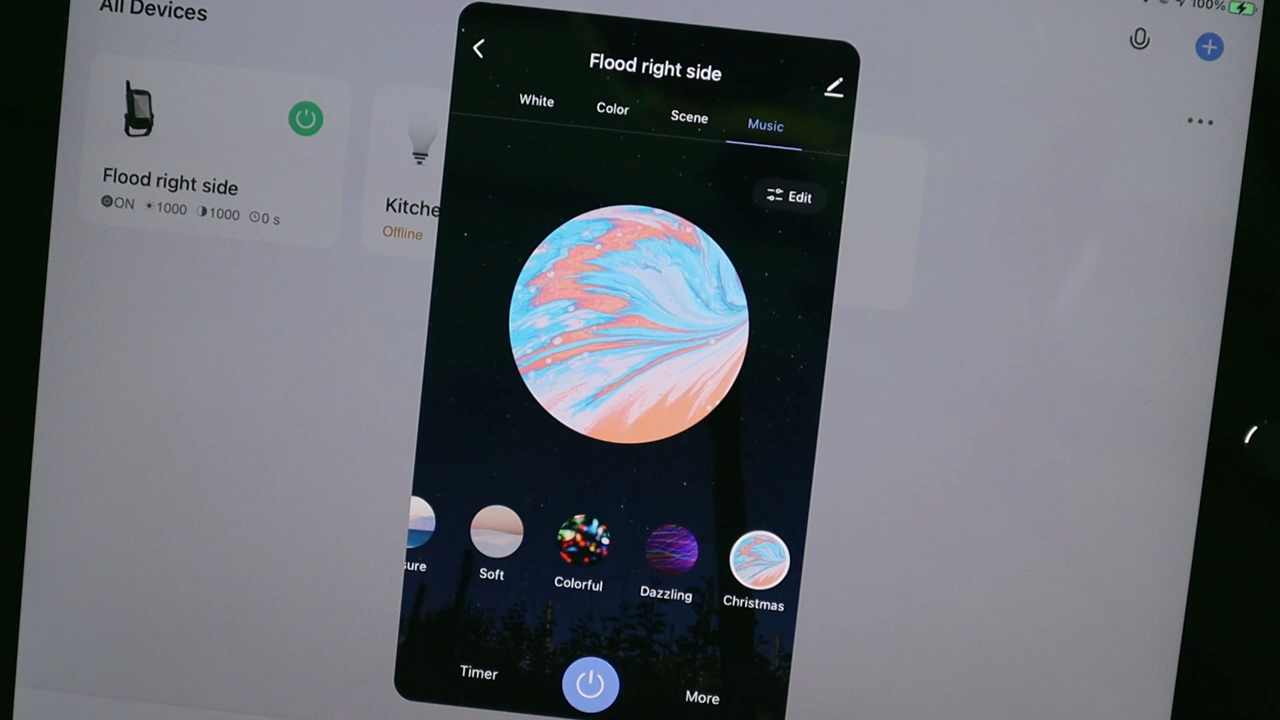 All Devices
100%
Flood right side
ON 1000 1000 0 s
Kitche
Offline
Flood right side
White Color Scene Music
Edit
ure Soft Colorful Dazzling Christmas
Timer More